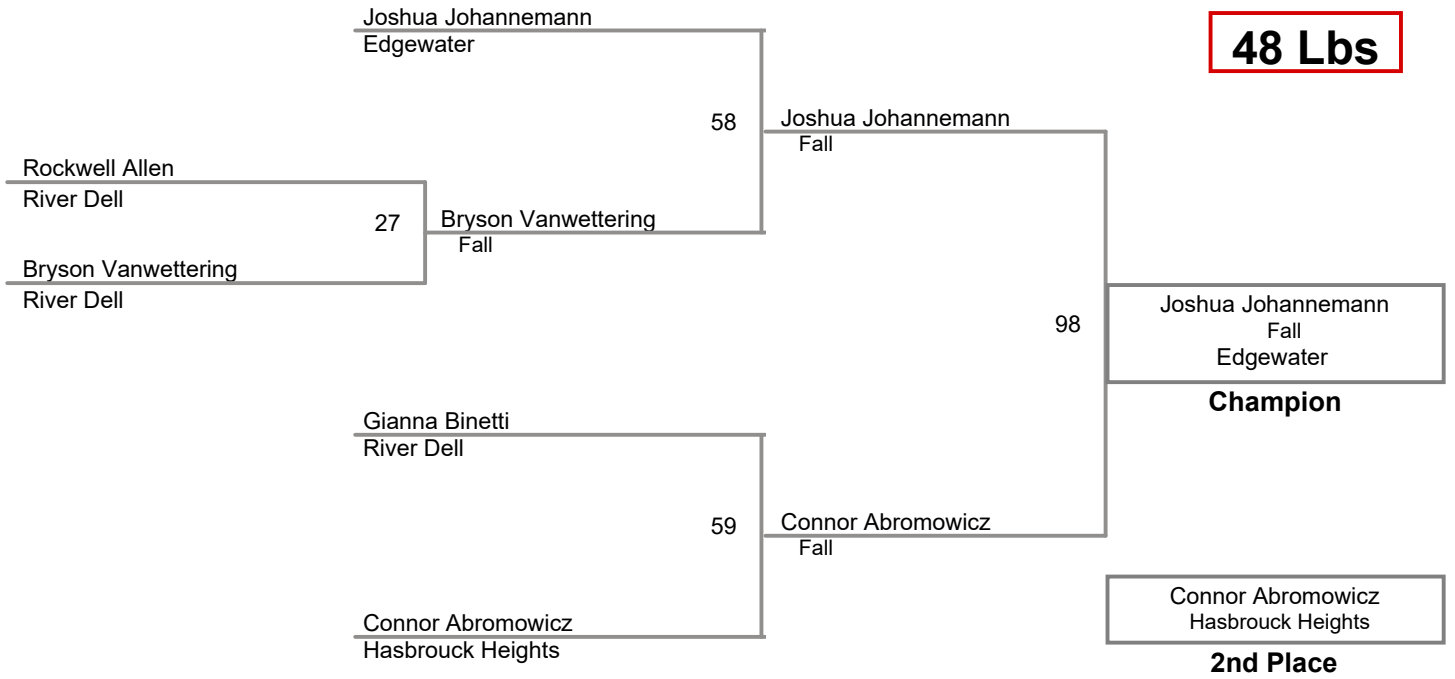 Joshua Johannemann
Edgewater
48 Lbs
58
Joshua Johannemann
Fall
Rockwell Allen
River Dell
27
Bryson Vanwettering
Fall
Bryson Vanwettering
River Dell
98
Joshua Johannemann
Fall
Edgewater
Champion
Gianna Binetti
River Dell
59
Connor Abromowicz
Fall
Connor Abromowicz
Hasbrouck Heights
Connor Abromowicz
Hasbrouck Heights
2nd Place